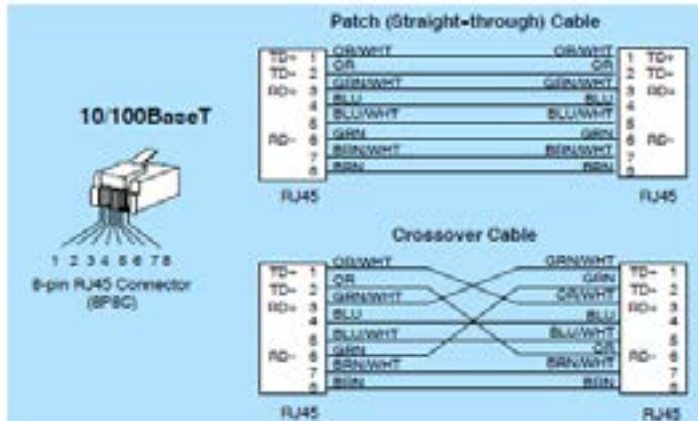 Patch (Straight-through) Cable
OR/WHT OR/WHT
TD+ 1 1 TD+
OR OR
TD+ 2 2 TD+
GRN/WHT GRN/WHT
RD+ 3 3 RD+
BLU BLU
4 4
BLU/WHT BLU/WHT
5 5
GRN GRN
RD- 6 6 RD-
BRN/WHT BRN/WHT
7 7
BRN BRN
8 8
RJ45 RJ45
10/100BaseT
1 2 3 4 5 6 7 8
8-pin RJ45 Connector
(8P8C)
Crossover Cable
OR/WHT GRN/WHT
TD+ 1 TD+ 1
OR GRN
TD+ 2 TD+ 2
GRN/WHT OR/WHT
RD+ 3 RD+ 3
BLU BLU
4 4
BLU/WHT BLU/WHT
5 5
GRN OR
RD- 6 RD- 6
BRN/WHT BRN/WHT
7 7
BRN BRN
8 8
RJ45 RJ45